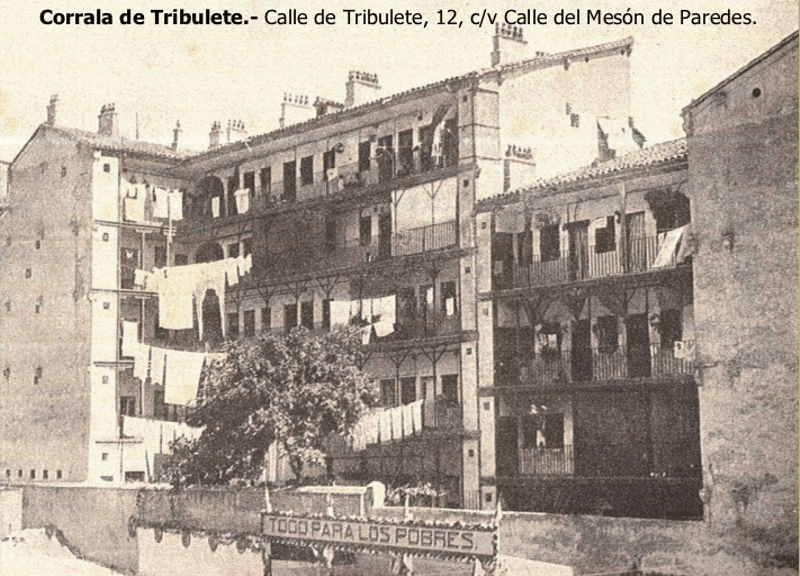 Corrala de Tribulete.- Calle de Tribulete, 12, c/v Calle del Mesón de Paredes.
TODO PARA LOS POBRES.